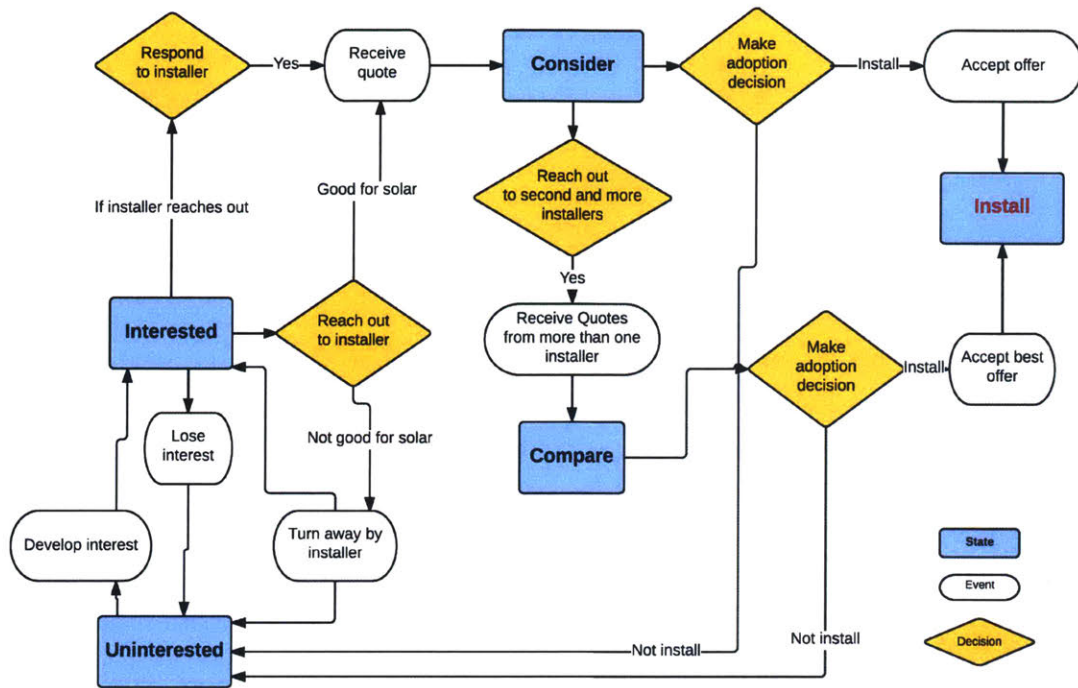 Respond
to installer
Yes
Receive
quote
Consider
Make
adoption
decision
Install
Accept offer
Reach out
to second and more
installers
Good for solar
If installer reaches out
Install
Yes
Interested
Reach out
to installer
Receive Quotes
from more than one
installer
Make
adoption
decision
Install
Accept best
offer
Lose
interest
Not good for solar
Compare
Develop interest
Turn away by
installer
State
Event
Uninterested
Not install
Not install
Decision